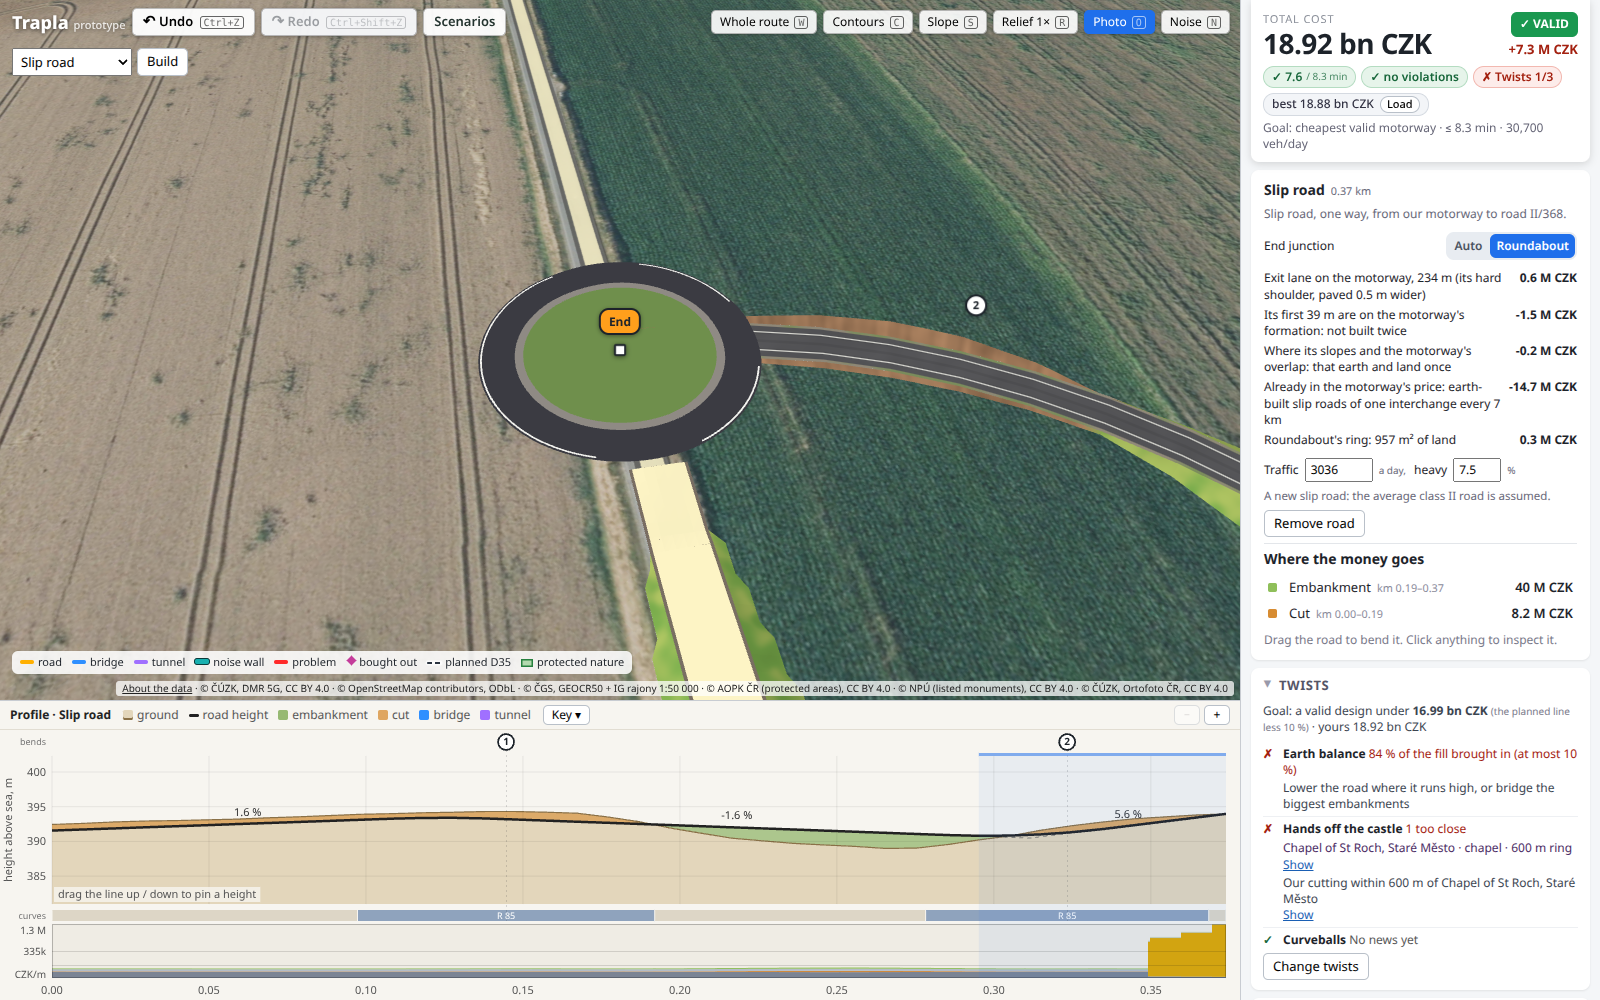 Trapla prototype
↶ Undo Ctrl+Z
↷ Redo Ctrl+Shift+Z
Scenarios
Whole route W
Contours C
Slope S
Relief 1× R
Photo O
Noise N
Slip road
Build
2
End
road bridge tunnel noise wall problem bought out planned D35 protected nature
About the data · © ČÚZK, DMR 5G, CC BY 4.0 · © OpenStreetMap contributors, ODbL · © ČGS, GEOCR50 + IG rajony 1:50 000 · © AOPK ČR (protected areas), CC BY 4.0 · © NPÚ (listed monuments), CC BY 4.0 · © ČÚZK, Ortofoto ČR, CC BY 4.0
Profile · Slip road ground road height embankment cut bridge tunnel Key ▾ − +
bends 1 2
height above sea, m
400
395
390
385
1.6 %
-1.6 %
5.6 %
drag the line up / down to pin a height
curves R 85 R 85
1.3 M
335k
CZK/m
0.00 0.05 0.10 0.15 0.20 0.25 0.30 0.35
TOTAL COST
✓ VALID
18.92 bn CZK
+7.3 M CZK
✓ 7.6 / 8.3 min ✓ no violations ✗ Twists 1/3
best 18.88 bn CZK Load
Goal: cheapest valid motorway · ≤ 8.3 min · 30,700
veh/day
Slip road 0.37 km
Slip road, one way, from our motorway to road II/368.
End junction Auto Roundabout
Exit lane on the motorway, 234 m (its hard 0.6 M CZK
shoulder, paved 0.5 m wider)
Its first 39 m are on the motorway's -1.5 M CZK
formation: not built twice
Where its slopes and the motorway's -0.2 M CZK
overlap: that earth and land once
Already in the motorway's price: earth- -14.7 M CZK
built slip roads of one interchange every 7
km
Roundabout's ring: 957 m² of land 0.3 M CZK
Traffic 3036 a day, heavy 7.5 %
A new slip road: the average class II road is assumed.
Remove road
Where the money goes
Embankment km 0.19–0.37 40 M CZK
Cut km 0.00–0.19 8.2 M CZK
Drag the road to bend it. Click anything to inspect it.
▼ TWISTS
Goal: a valid design under 16.99 bn CZK (the planned line
less 10 %) · yours 18.92 bn CZK
✗ Earth balance 84 % of the fill brought in (at most 10
%)
Lower the road where it runs high, or bridge the
biggest embankments
✗ Hands off the castle 1 too close
Chapel of St Roch, Staré Město · chapel · 600 m ring
Show
Our cutting within 600 m of Chapel of St Roch, Staré
Město
Show
✓ Curveballs No news yet
Change twists